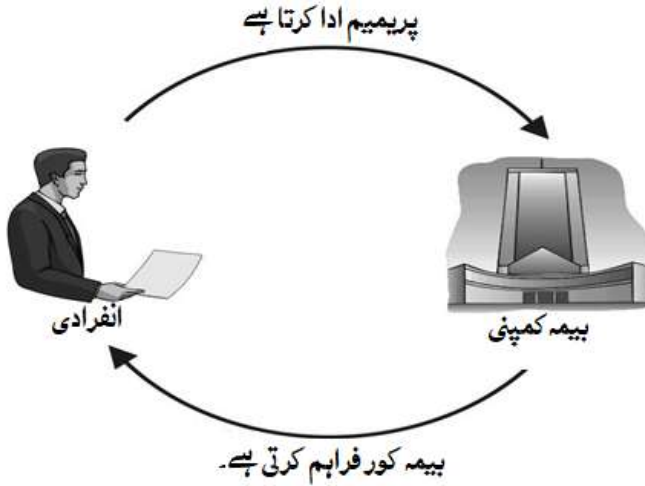 پریمیم ادا کرتا ہے
انفرادی
بیمہ کمپنی
بیمہ کور فراہم کرتی ہے۔